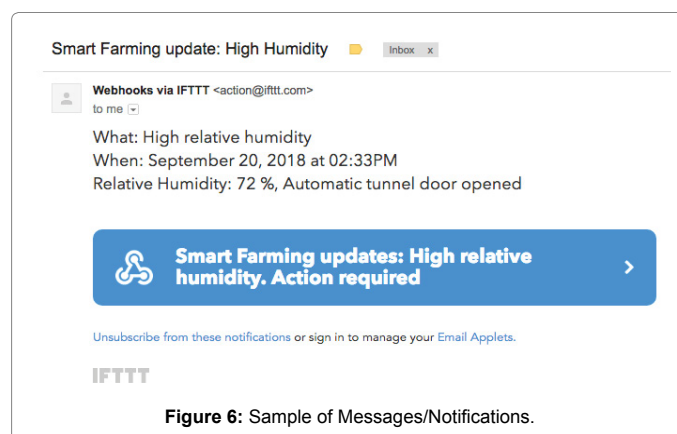 Smart Farming update: High Humidity Inbox x
Webhooks via IFTTT <action@ifttt.com>
to me
What: High relative humidity
When: September 20, 2018 at 02:33PM
Relative Humidity: 72 %, Automatic tunnel door opened
Smart Farming updates: High relative
humidity. Action required
Unsubscribe from these notifications or sign in to manage your Email Applets.
IFTTT
Figure 6: Sample of Messages/Notifications.